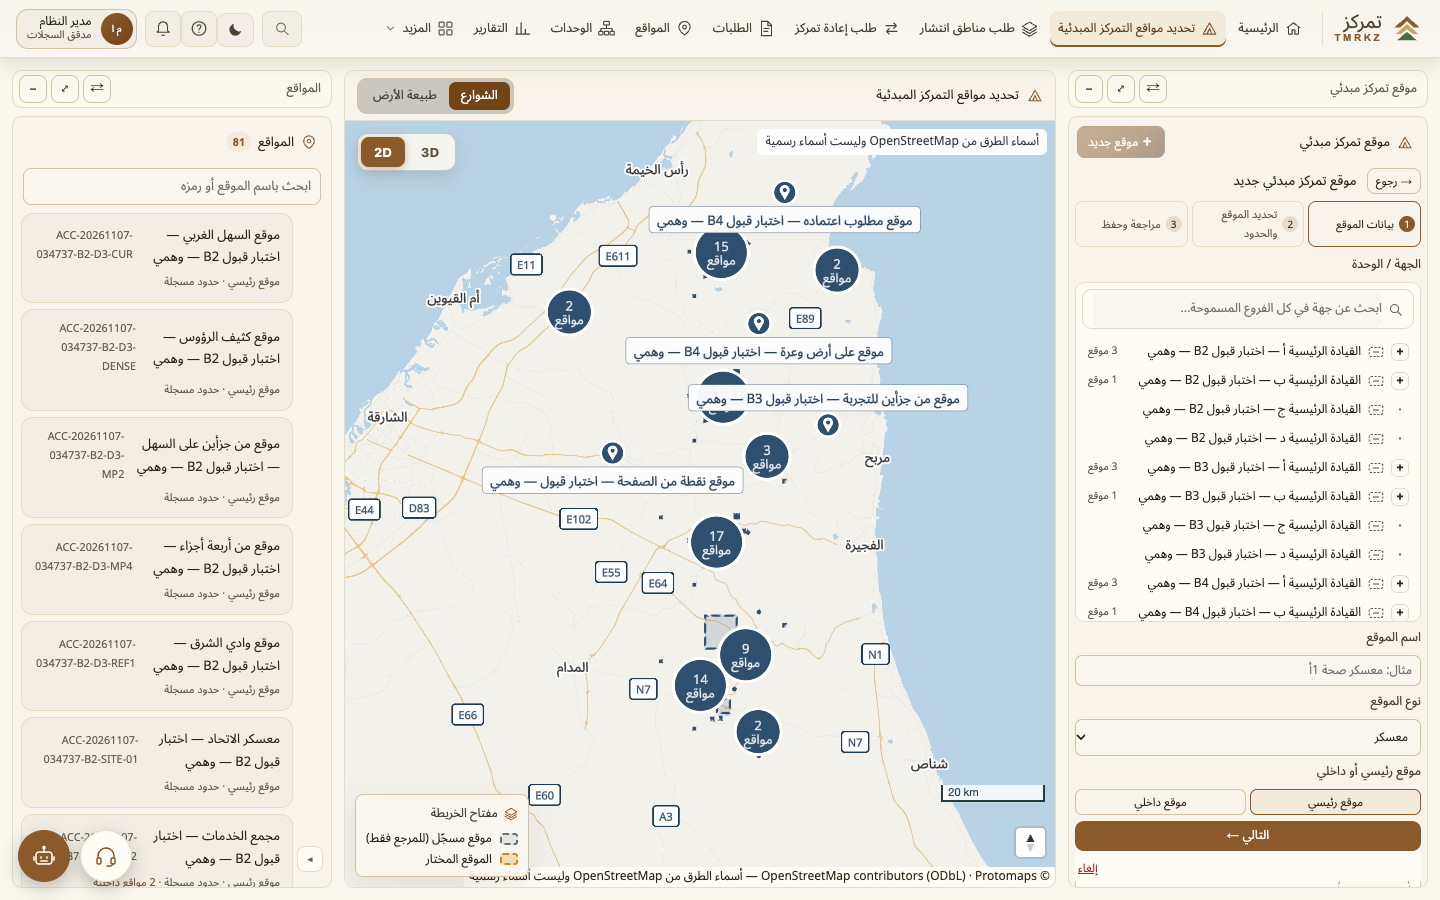 تمركز
TMRKZ
الرئيسية
تحديد مواقع التمركز المبدئية
طلب مناطق انتشار
طلب إعادة تمركز
الطلبات
المواقع
الوحدات
التقارير
المزيد
مدير النظام
مدقق السجلات
م ا
موقع تمركز مبدئي
موقع تمركز مبدئي
+ موقع جديد
→ رجوع
موقع تمركز مبدئي جديد
1 بيانات الموقع
2 تحديد الموقع والحدود
3 مراجعة وحفظ
الجهة / الوحدة
ابحث عن جهة في كل الفروع المسموحة...
القيادة الرئيسية أ — اختبار قبول B2 — وهمي 3 موقع
القيادة الرئيسية ب — اختبار قبول B2 — وهمي 1 موقع
القيادة الرئيسية ج — اختبار قبول B2 — وهمي
القيادة الرئيسية د — اختبار قبول B2 — وهمي
القيادة الرئيسية أ — اختبار قبول B3 — وهمي 3 موقع
القيادة الرئيسية ب — اختبار قبول B3 — وهمي 1 موقع
القيادة الرئيسية ج — اختبار قبول B3 — وهمي
القيادة الرئيسية د — اختبار قبول B3 — وهمي
القيادة الرئيسية أ — اختبار قبول B4 — وهمي 3 موقع
القيادة الرئيسية ب — اختبار قبول B4 — وهمي 1 موقع
اسم الموقع
مثال: معسكر صحة 1أ
نوع الموقع
معسكر
موقع رئيسي أو داخلي
موقع رئيسي
موقع داخلي
التالي ←
إلغاء
تحديد مواقع التمركز المبدئية
الشوارع
طبيعة الأرض
2D
3D
أسماء الطرق من OpenStreetMap وليست أسماء رسمية
رأس الخيمة
موقع مطلوب اعتماده — اختبار قبول B4 — وهمي
15 مواقع
2 مواقع
E611
E11
أم القيوين
2 مواقع
E89
موقع على أرض وعرة — اختبار قبول B4 — وهمي
موقع من جزأين للتجربة — اختبار قبول B3 — وهمي
الشارقة
3 مواقع
مربح
موقع نقطة من الصفحة — اختبار قبول — وهمي
E44
D83
E102
17 مواقع
الفجيرة
E55
E64
9 مواقع
N1
المدام
14 مواقع
N7
E66
2 مواقع
N7
شناص
E60
A3
20 km
مفتاح الخريطة
موقع مسجّل (للمرجع فقط)
الموقع المختار
© OpenStreetMap contributors (ODbL) · Protomaps — أسماء الطرق من OpenStreetMap وليست أسماء رسمية
المواقع
المواقع 81
ابحث باسم الموقع أو رمزه
موقع السهل الغربي —
اختبار قبول B2 — وهمي
ACC-20261107-
034737-B2-D3-CUR
موقع رئيسي · حدود مسجلة
موقع كثيف الرؤوس —
اختبار قبول B2 — وهمي
ACC-20261107-
034737-B2-D3-
DENSE
موقع رئيسي · حدود مسجلة
موقع من جزأين على السهل
— اختبار قبول B2 — وهمي
ACC-20261107-
034737-B2-D3-
MP2
موقع رئيسي · حدود مسجلة
موقع من أربعة أجزاء —
اختبار قبول B2 — وهمي
ACC-20261107-
034737-B2-D3-MP4
موقع رئيسي · حدود مسجلة
موقع وادي الشرق —
اختبار قبول B2 — وهمي
ACC-20261107-
034737-B2-D3-REF1
موقع رئيسي · حدود مسجلة
معسكر الاتحاد — اختبار
قبول B2 — وهمي
ACC-20261107-
034737-B2-SITE-01
موقع رئيسي · حدود مسجلة
مجمع الخدمات — اختبار
قبول B2 — وهمي
موقع رئيسي · حدود مسجلة · 2 مواقع داخلية